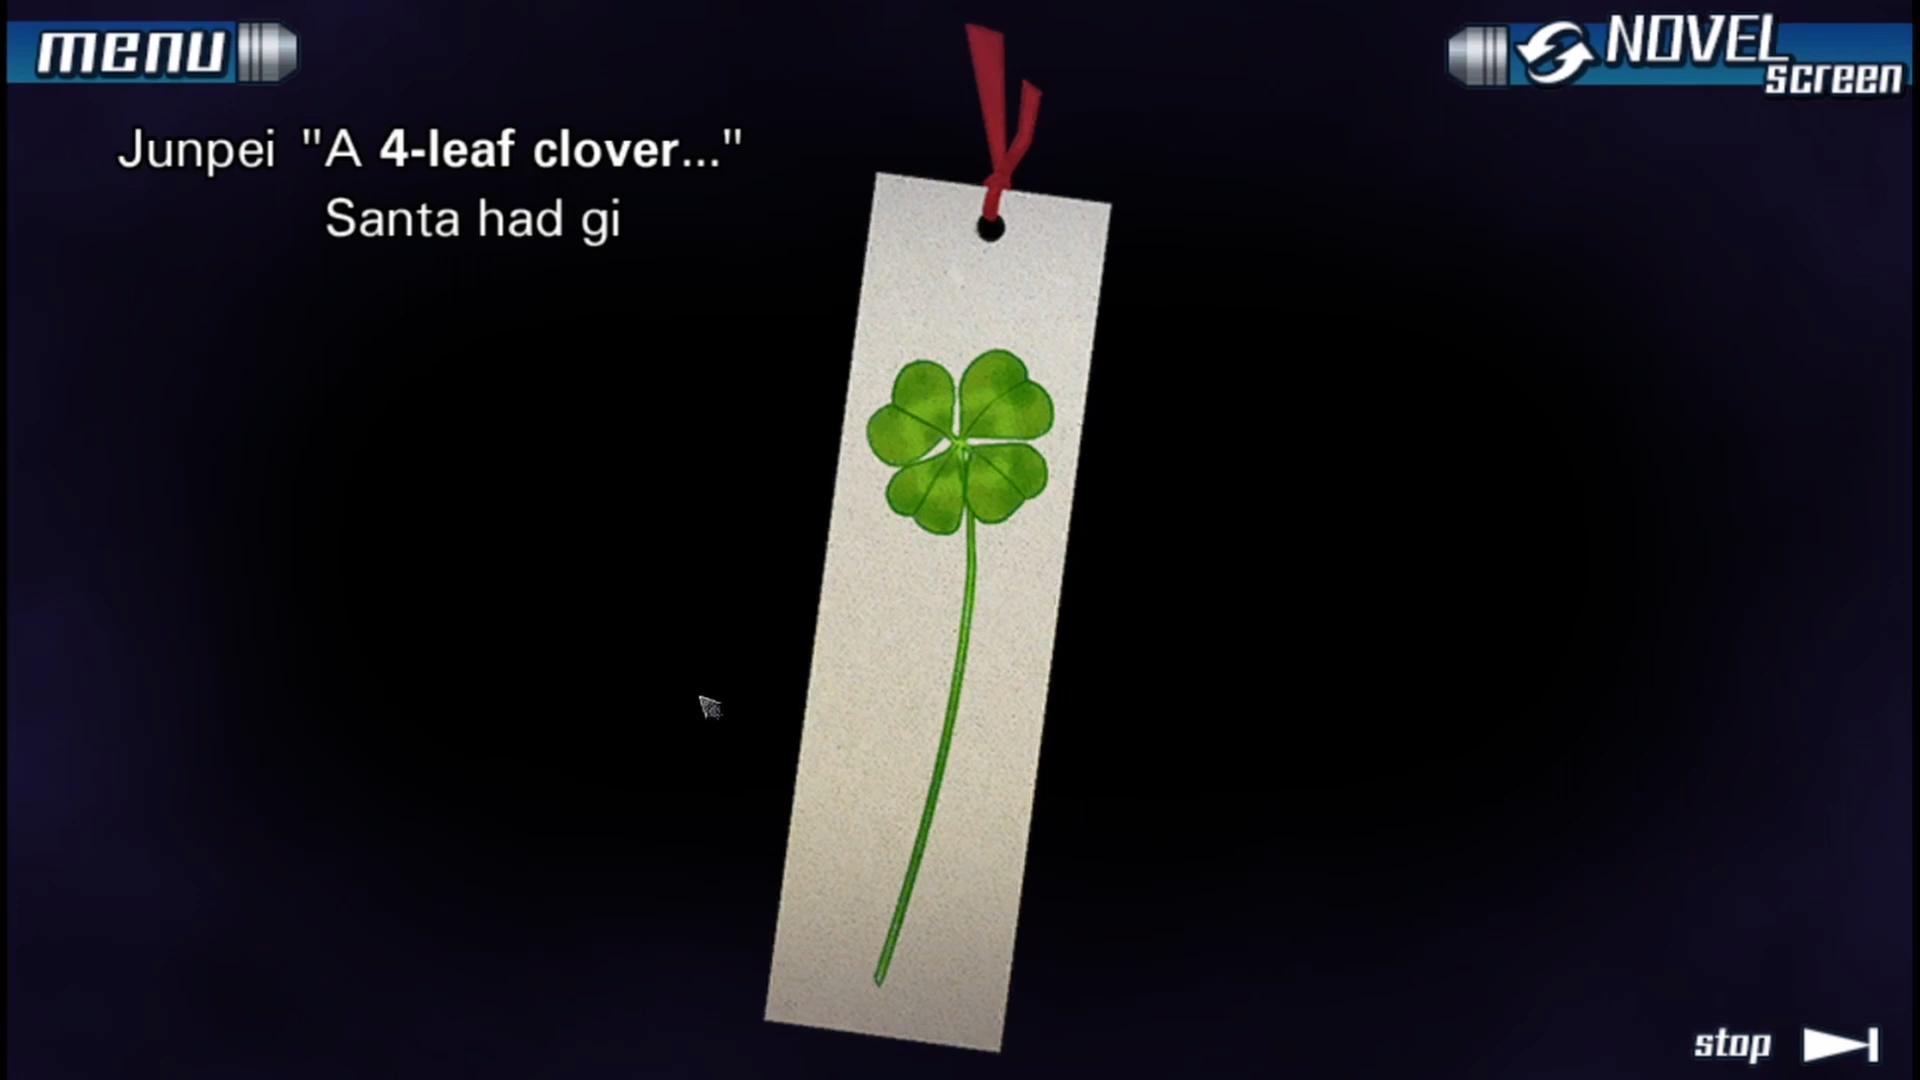 menu
NOVEL
screen
Junpei "A 4-leaf clover..."
Santa had gi
stop